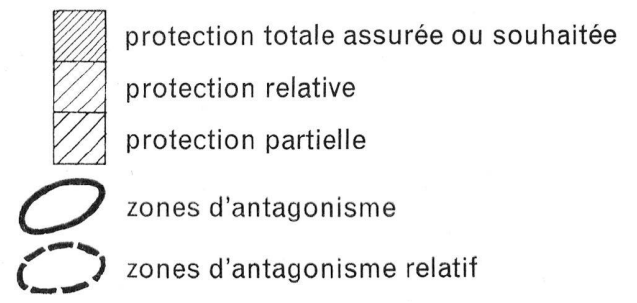 protection totale assurée ou souhaitée
protection relative
protection partielle
zones d'antagonisme
zones d'antagonisme relatif